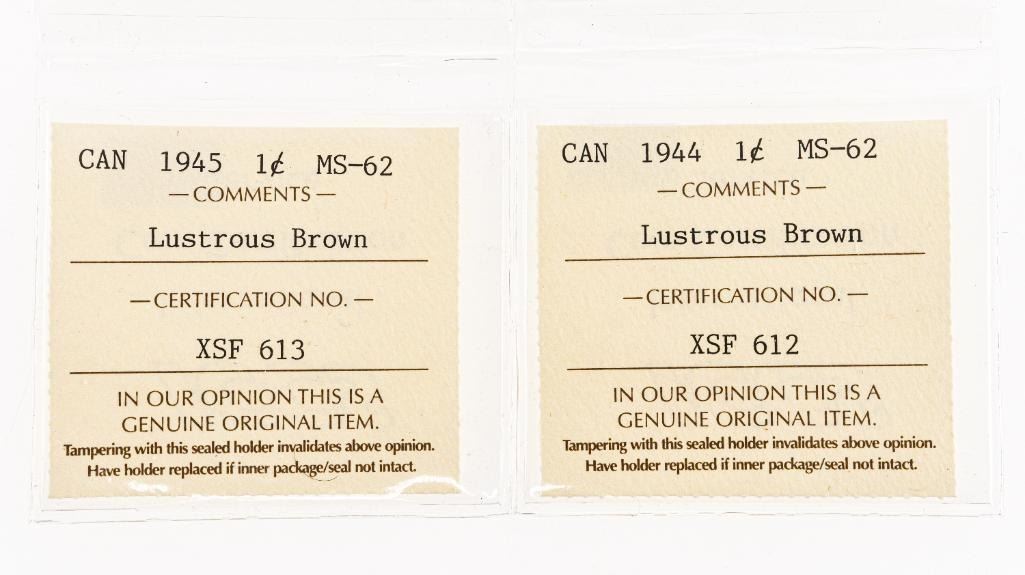 CAN 1945 1¢ MS-62
— COMMENTS —
Lustrous Brown
— CERTIFICATION NO. —
XSF 613
IN OUR OPINION THIS IS A
GENUINE ORIGINAL ITEM.
Tampering with this sealed holder invalidates above opinion.
Have holder replaced if inner package/seal not intact.
CAN 1944 1¢ MS-62
— COMMENTS —
Lustrous Brown
— CERTIFICATION NO. —
XSF 612
IN OUR OPINION THIS IS A
GENUINE ORIGINAL ITEM.
Tampering with this sealed holder invalidates above opinion.
Have holder replaced if inner package/seal not intact.